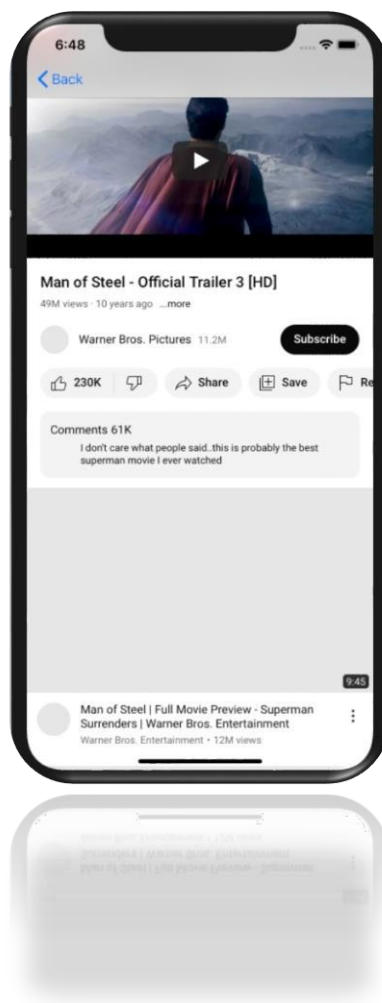 6:48
Back
Man of Steel - Official Trailer 3 [HD]
49M views · 10 years ago ...more
Warner Bros. Pictures 11.2M
Subscribe
230K
Share
Save
Re
Comments 61K
I don't care what people said..this is probably the best
superman movie I ever watched
9:45
Man of Steel | Full Movie Preview - Superman
Surrenders | Warner Bros. Entertainment
Warner Bros. Entertainment • 12M views